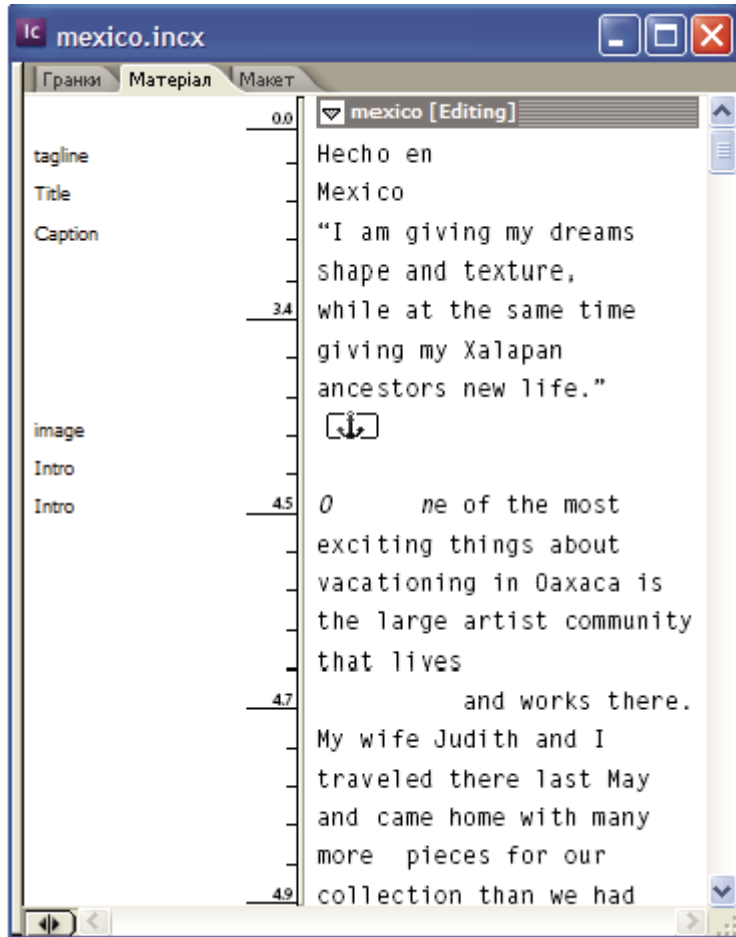 Ic mexico.incx
Гранки Матеріал Макет
0.0 mexico [Editing]
tagline Hecho en
Title Mexico
Caption “I am giving my dreams
shape and texture,
3.4 while at the same time
giving my Xalapan
ancestors new life.”
image
Intro
Intro 4.5 O ne of the most
exciting things about
vacationing in Oaxaca is
the large artist community
that lives
4.7 and works there.
My wife Judith and I
traveled there last May
and came home with many
more pieces for our
4.9 collection than we had